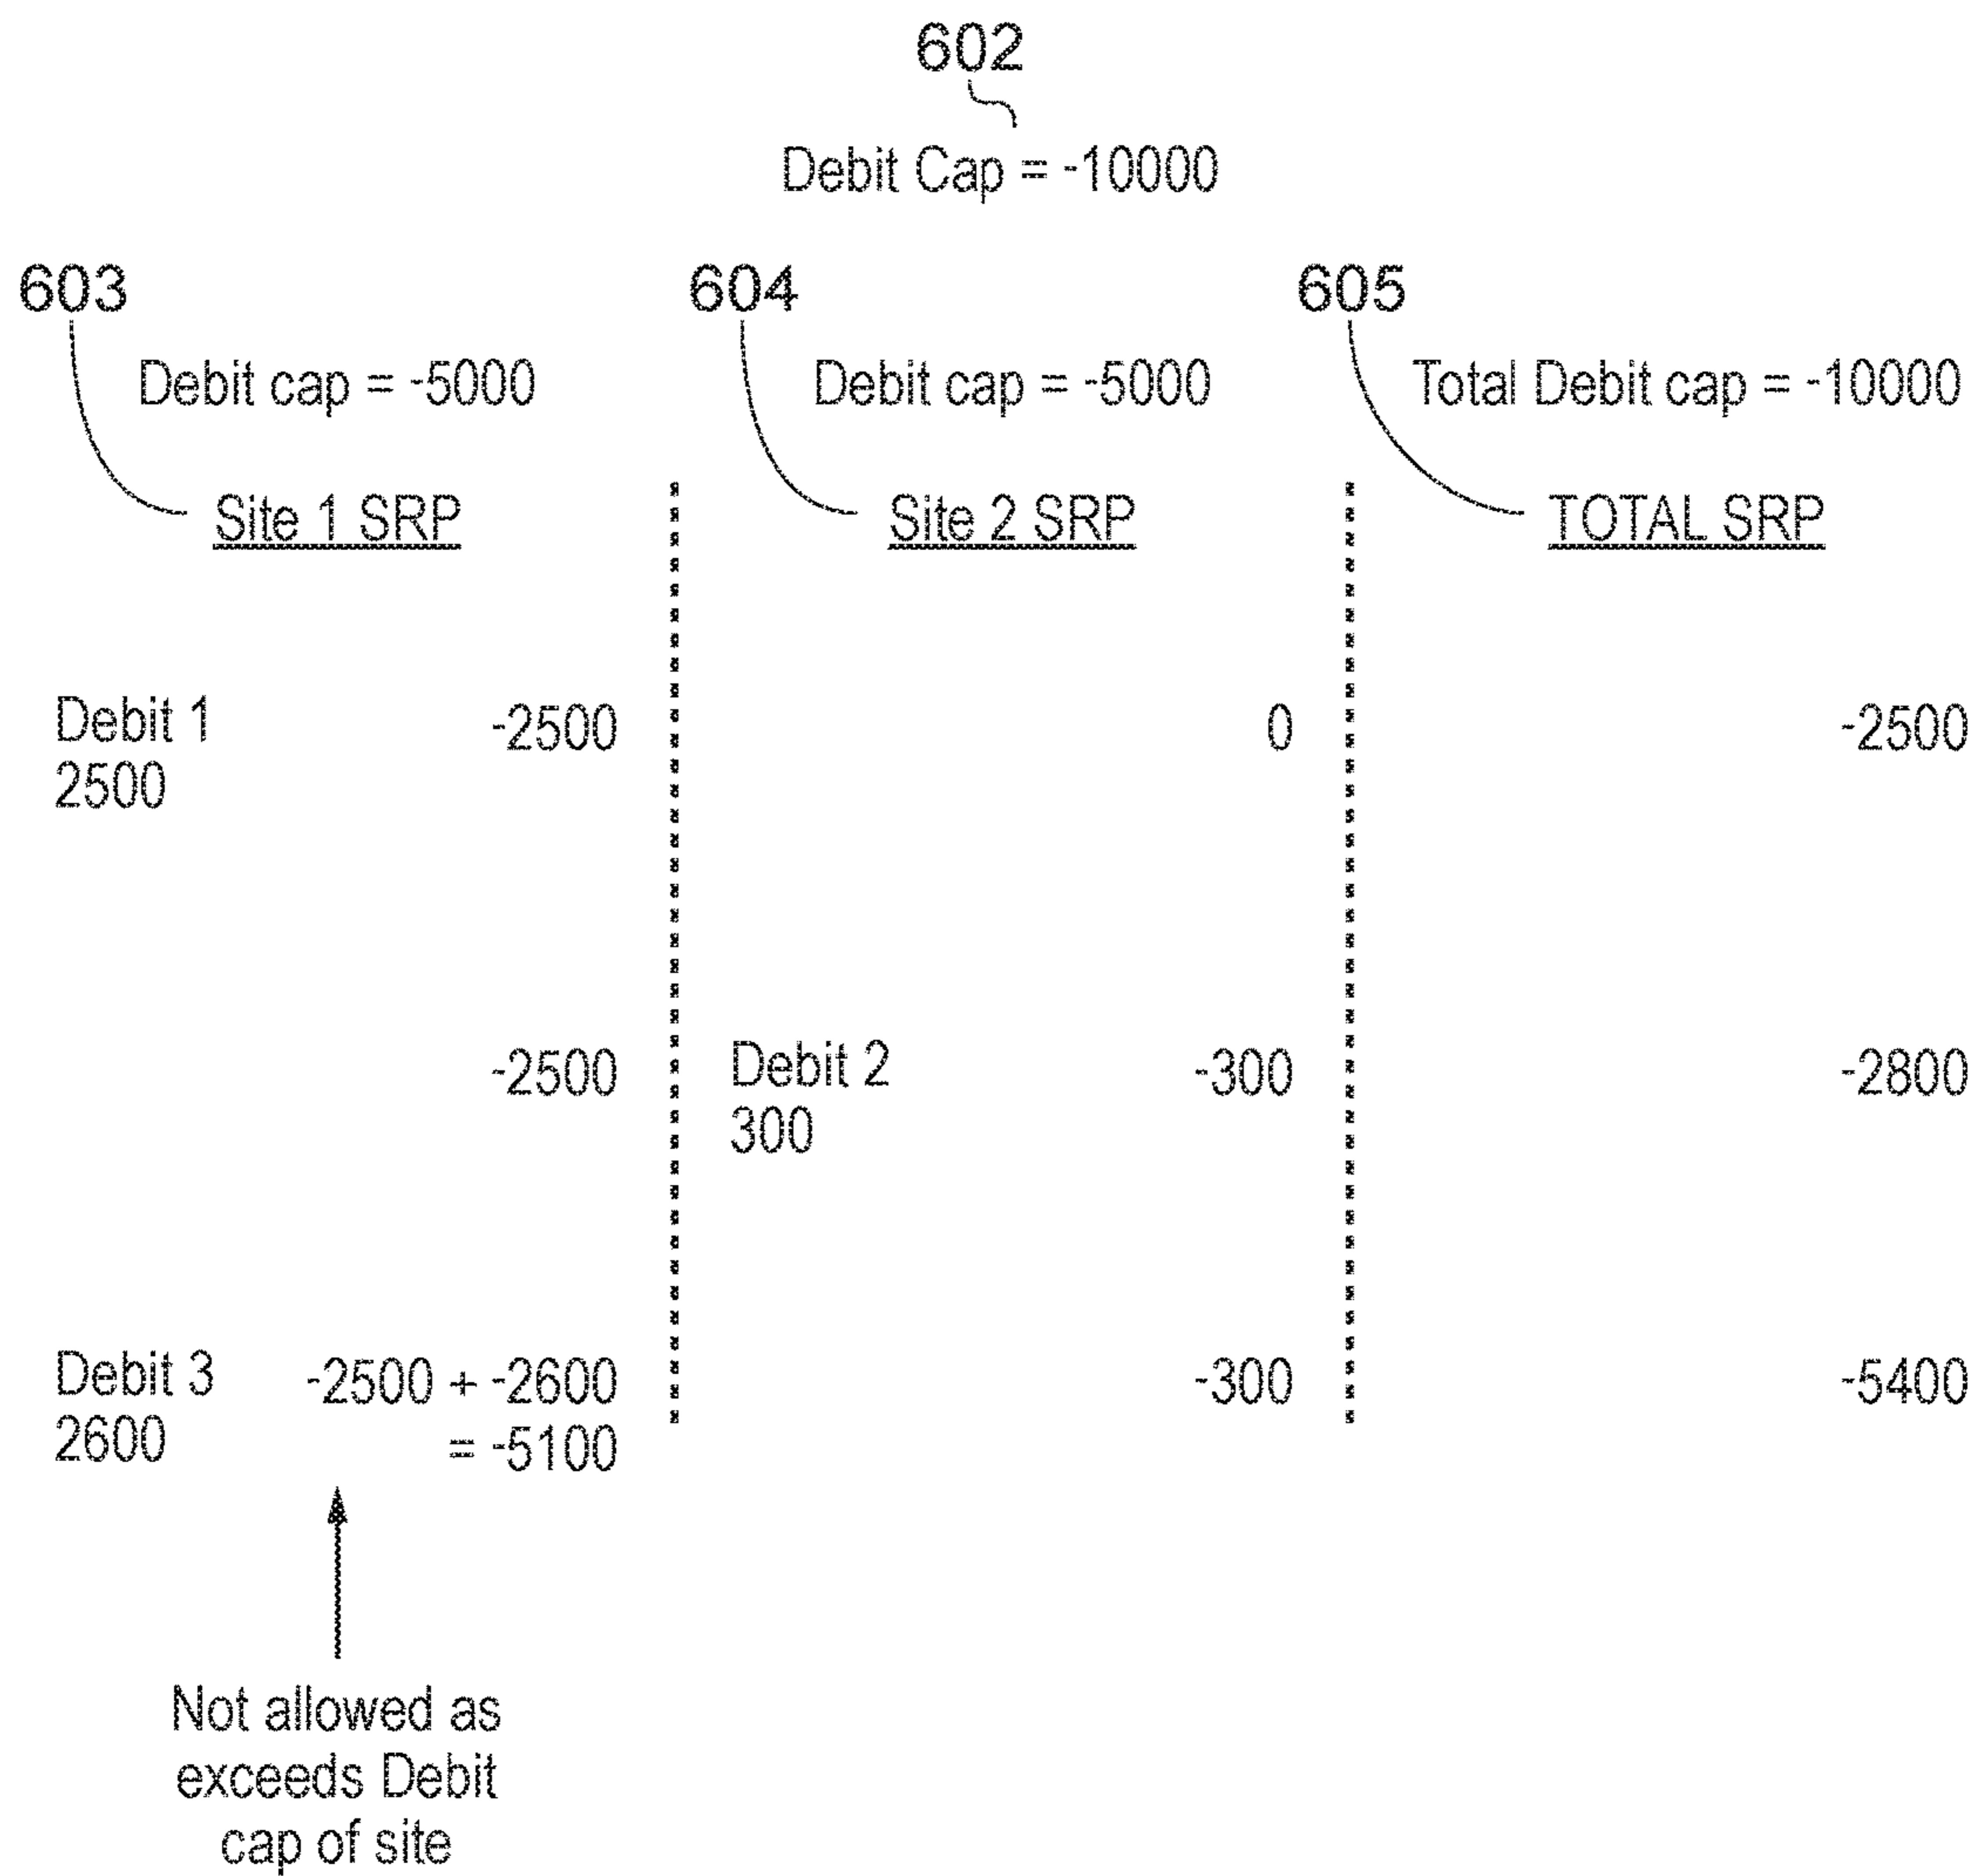 602
Debit Cap = -10000
603
604
605
Debit cap = -5000
Debit cap = -5000
Total Debit cap = -10000
Site 1 SRP
Site 2 SRP
TOTAL SRP
Debit 1
2500
-2500
0
-2500
-2500
Debit 2
300
-300
-2800
Debit 3
2600
-2500 + -2600
= -5100
-300
-5400
Not allowed as
exceeds Debit
cap of site